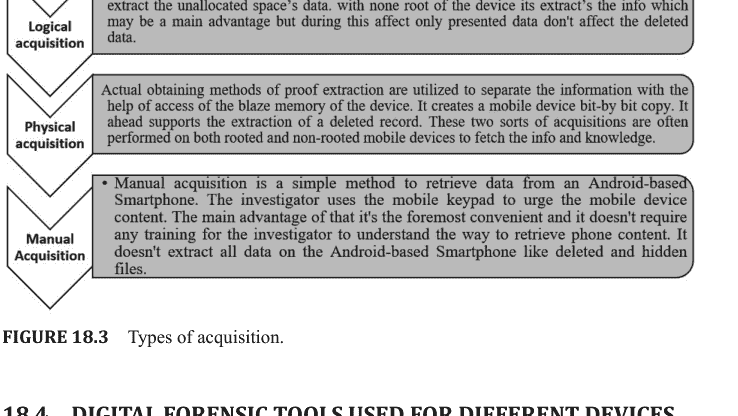 extract the unallocated space's data. with none root of the device its extract's the info which
Logical
acquisition
may be a main advantage but during this affect only presented data don't affect the deleted
data.
Actual obtaining methods of proof extraction are utilized to separate the information with the
help of access of the blaze memory of the device. It creates a mobile device bit-by bit copy. It
Physical
acquisition
ahead supports the extraction of a deleted record. These two sorts of acquisitions are often
performed on both rooted and non-rooted mobile devices to fetch the info and knowledge.
• Manual acquisition is a simple method to retrieve data from an Android-based
Smartphone. The investigator uses the mobile keypad to urge the mobile device
content. The main advantage of that it's the foremost convenient and it doesn't require
Manual
Acquisition
any training for the investigator to understand the way to retrieve phone content. It
doesn't extract all data on the Android-based Smartphone like deleted and hidden
files.
FIGURE 18.3 Types of acquisition.
18.4 DIGITAL FORENSIC TOOLS USED FOR DIFFERENT DEVICES